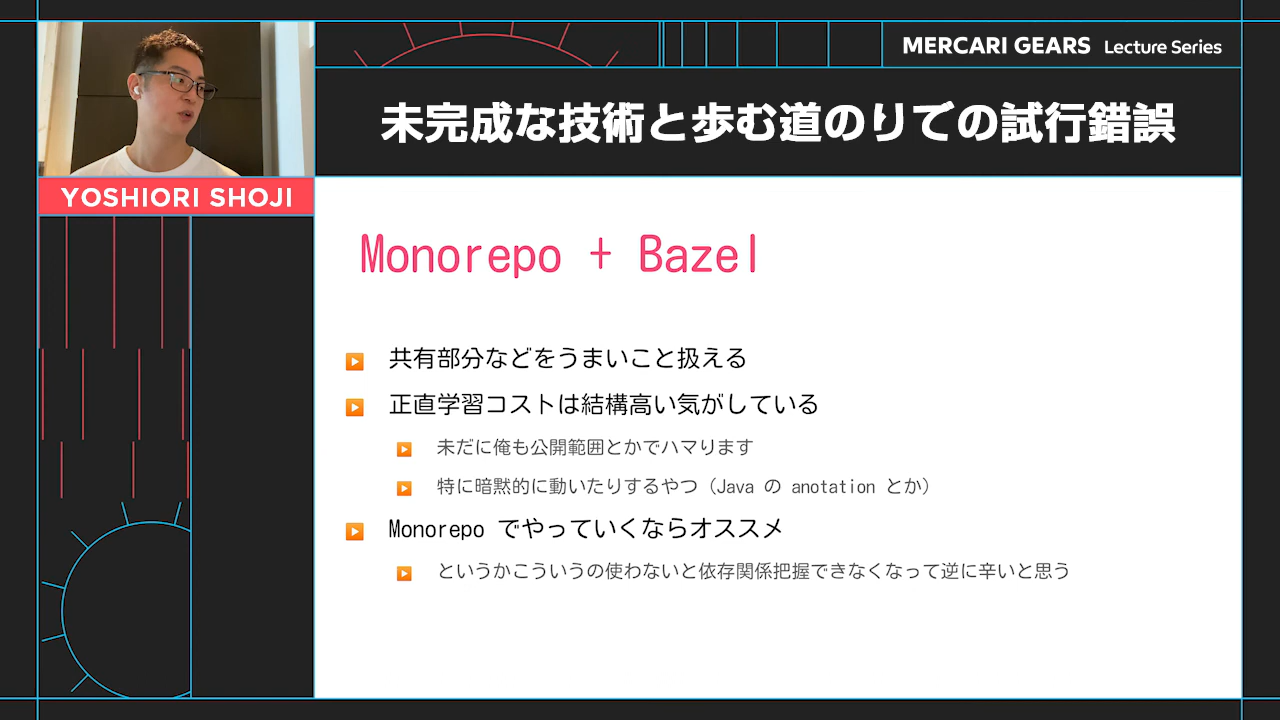 MERCARI GEARS Lecture Series
未完成な技術と歩む道のりでの試行錯誤
YOSHIORI SHOJI
Monorepo + Bazel
共有部分などをうまいこと扱える
正直学習コストは結構高い気がしている
未だに俺も公開範囲とかでハマります
特に暗黙的に動いたりするやつ（Java の anotation とか）
Monorepo でやっていくならオススメ
というかこういうの使わないと依存関係把握できなくなって逆に辛いと思う